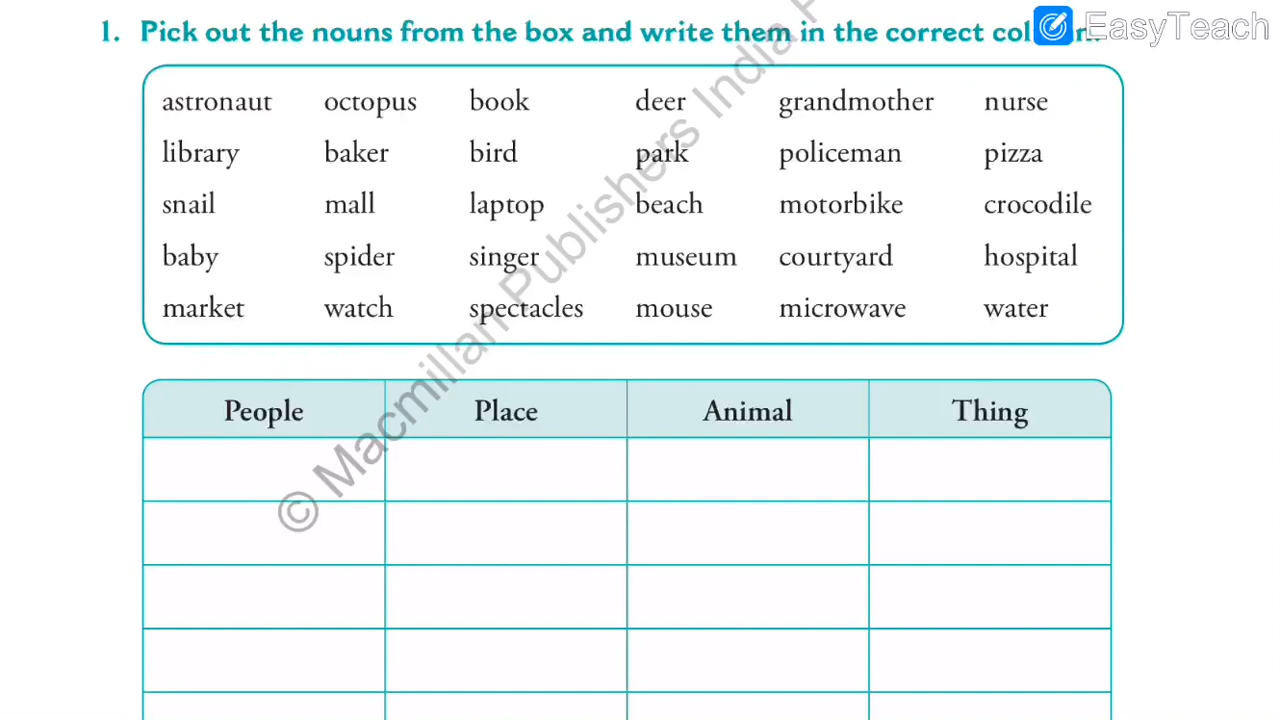 1. Pick out the nouns from the box and write them in the correct
EasyTeach
astronaut octopus book deer grandmother nurse
library baker bird park policeman pizza
snail mall laptop beach motorbike crocodile
baby spider singer museum courtyard hospital
market watch spectacles mouse microwave water
People Place Animal Thing
© Macmillan Publishers India